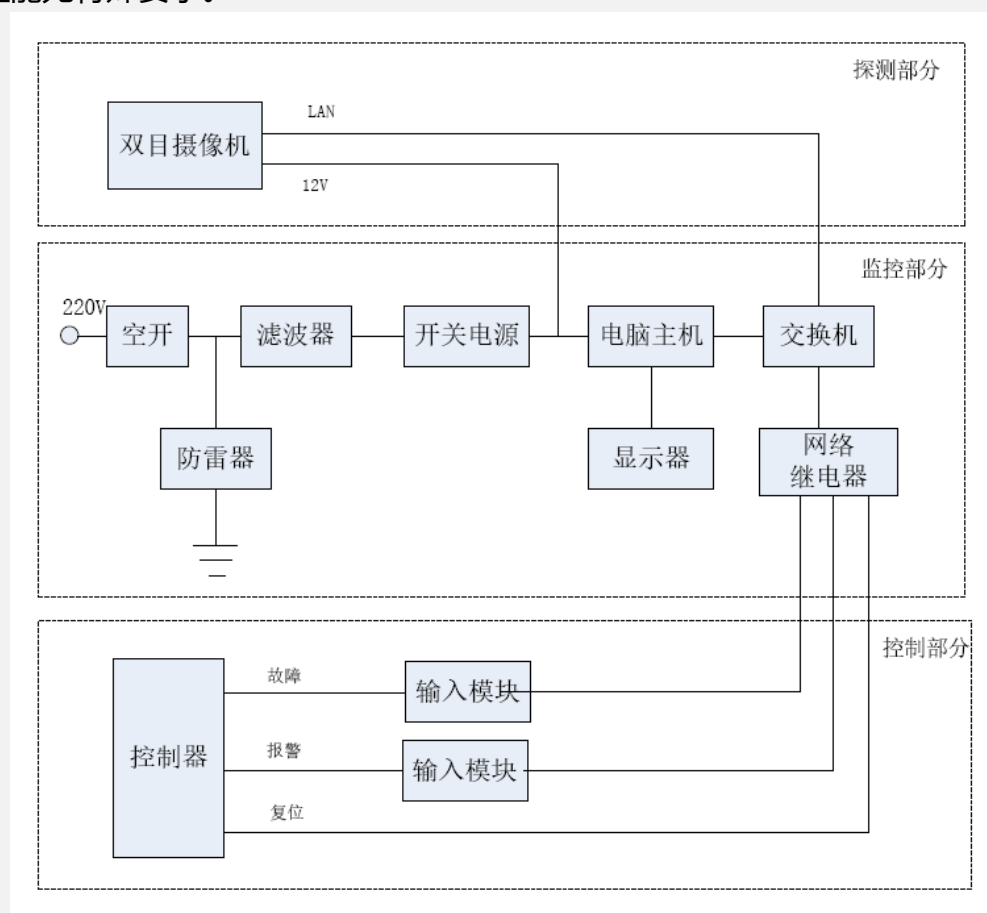 探测部分
LAN
双目摄像机
12V
监控部分
220V
空开
滤波器
开关电源
电脑主机
交换机
防雷器
显示器
网络
继电器
控制部分
故障
输入模块
控制器
报警
输入模块
复位